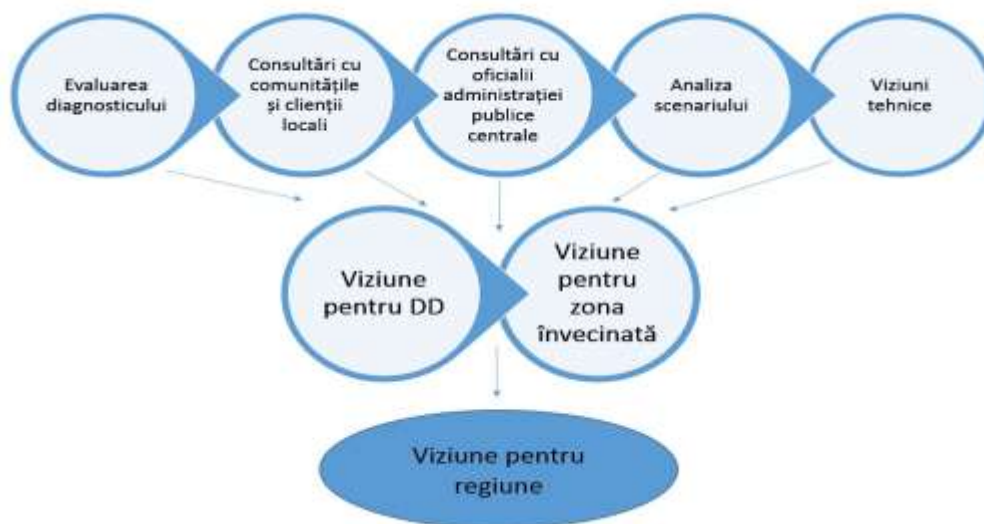 Evaluarea
diagnosticului
Consultări cu
comunitățile
și clienții
locali
Consultări cu
oficialii
administrației
publice
centrale
Analiza
scenariului
Viziuni
tehnice
Viziune
pentru DD
Viziune
pentru
zona
învecinată
Viziune pentru
regiune